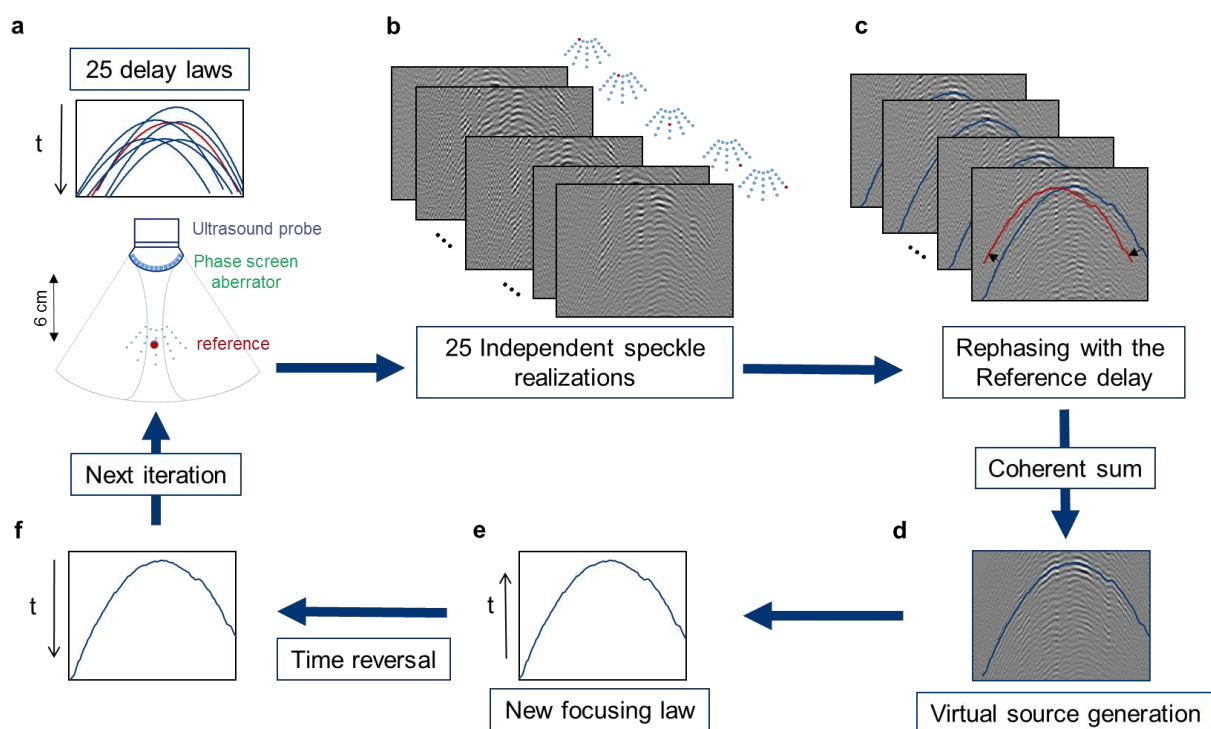 a
25 delay laws
t
Ultrasound probe
Phase screen
aberrator
6 cm
reference
b
25 Independent speckle
realizations
c
Rephasing with the
Reference delay
Coherent sum
d
Virtual source generation
e
t
New focusing law
Time reversal
f
t
Next iteration